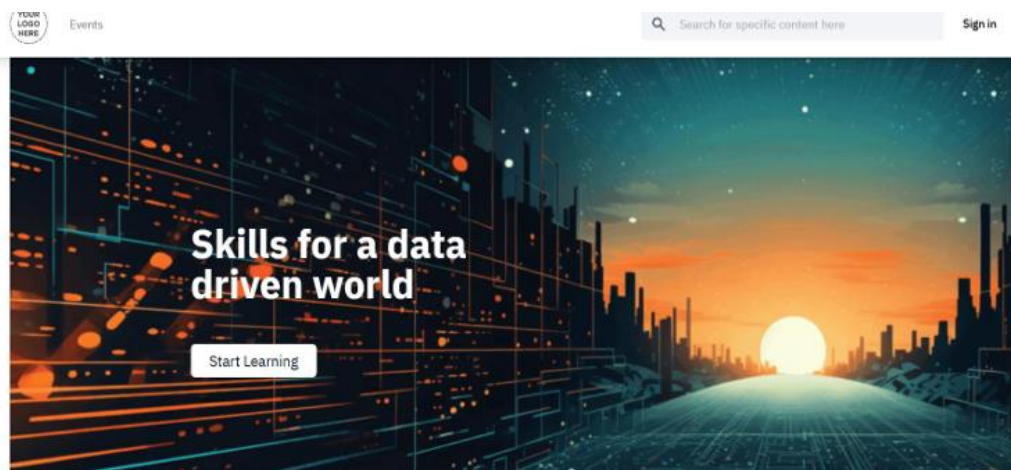 YOUR
LOGO
HERE
Events
Search for specific content here
Sign in
Skills for a data
driven world
Start Learning